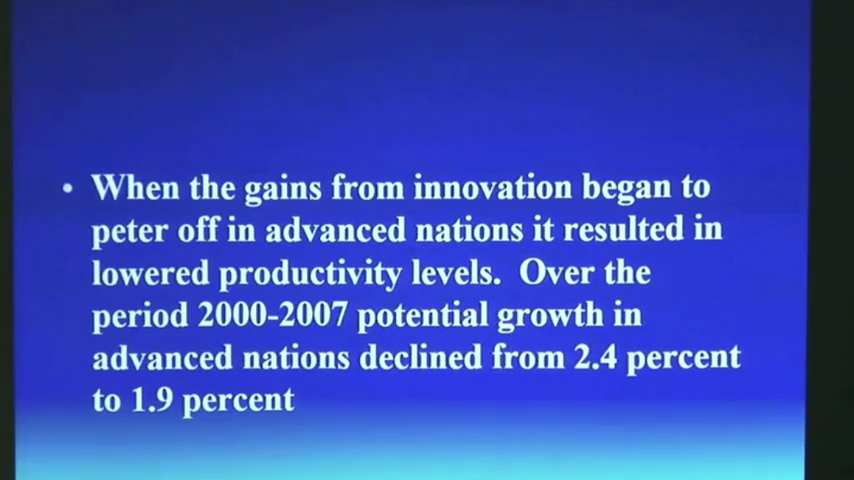 • When the gains from innovation began to
peter off in advanced nations it resulted in
lowered productivity levels.  Over the
period 2000-2007 potential growth in
advanced nations declined from 2.4 percent
to 1.9 percent